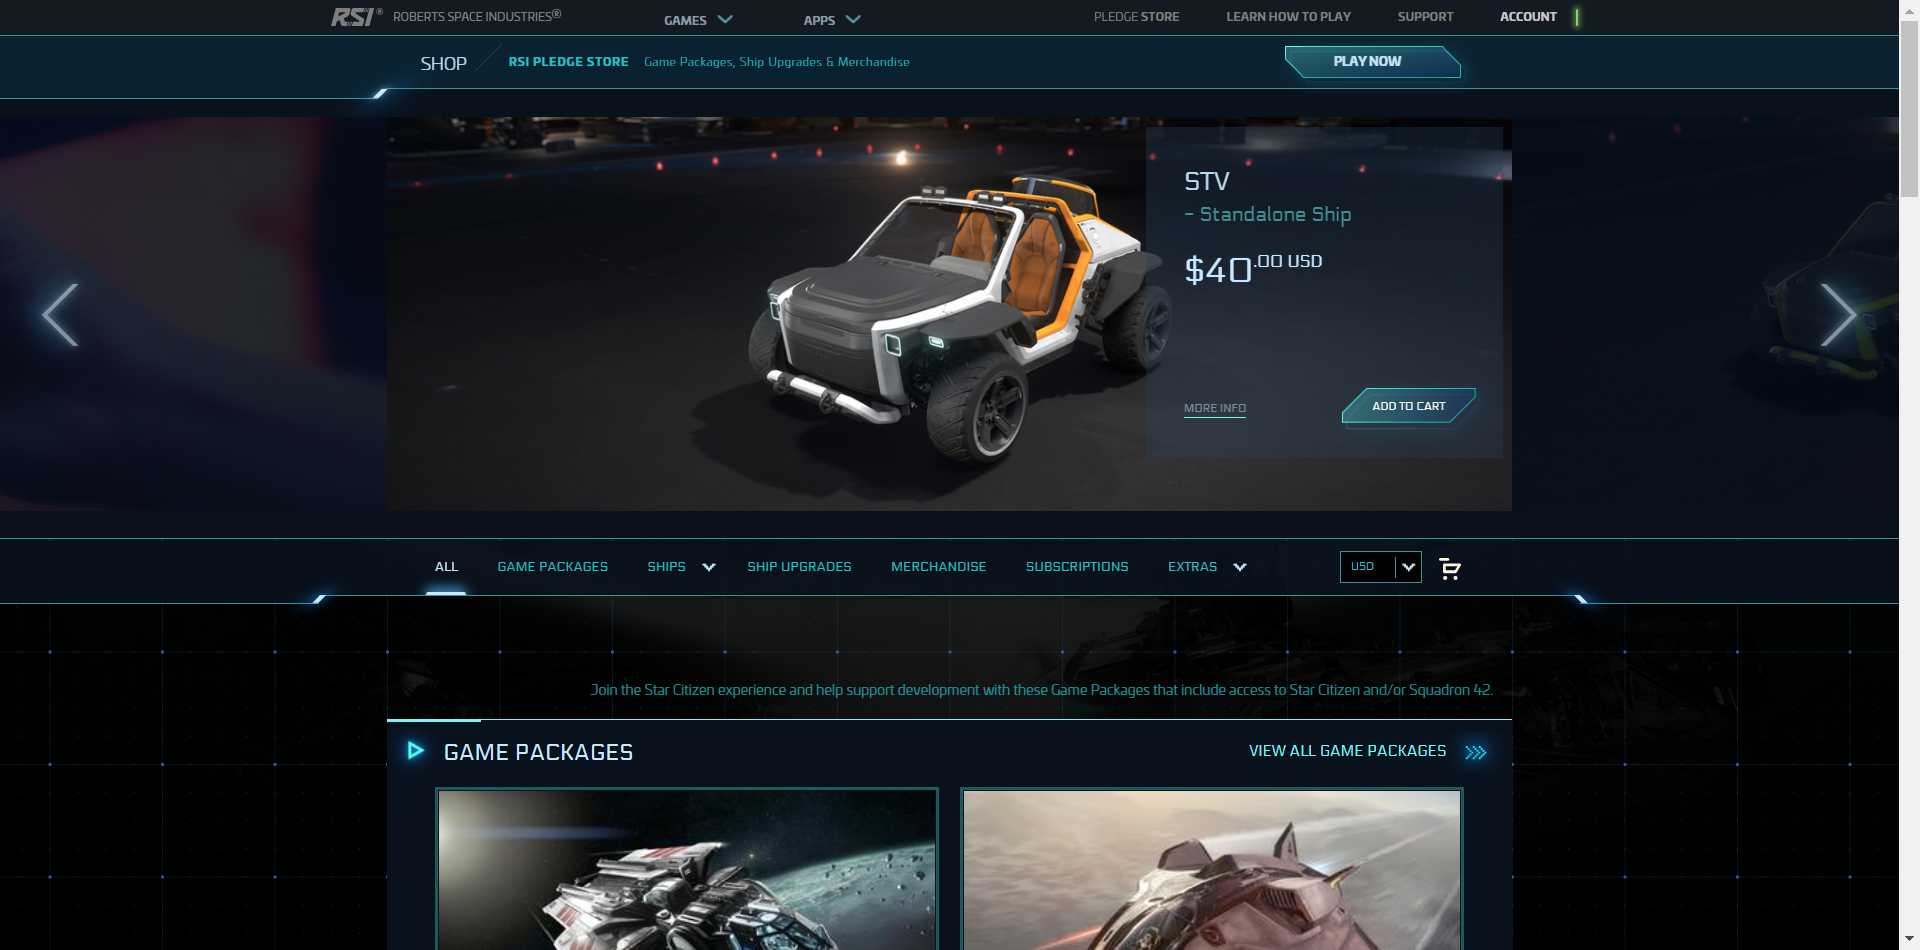 RSI® ROBERTS SPACE INDUSTRIES® GAMES APPS PLEDGE STORE LEARN HOW TO PLAY SUPPORT ACCOUNT
SHOP RSI PLEDGE STORE Game Packages, Ship Upgrades & Merchandise PLAY NOW
STV
- Standalone Ship
$40.00 USD
MORE INFO ADD TO CART
ALL GAME PACKAGES SHIPS SHIP UPGRADES MERCHANDISE SUBSCRIPTIONS EXTRAS USD
Join the Star Citizen experience and help support development with these Game Packages that include access to Star Citizen and/or Squadron 42.
GAME PACKAGES VIEW ALL GAME PACKAGES